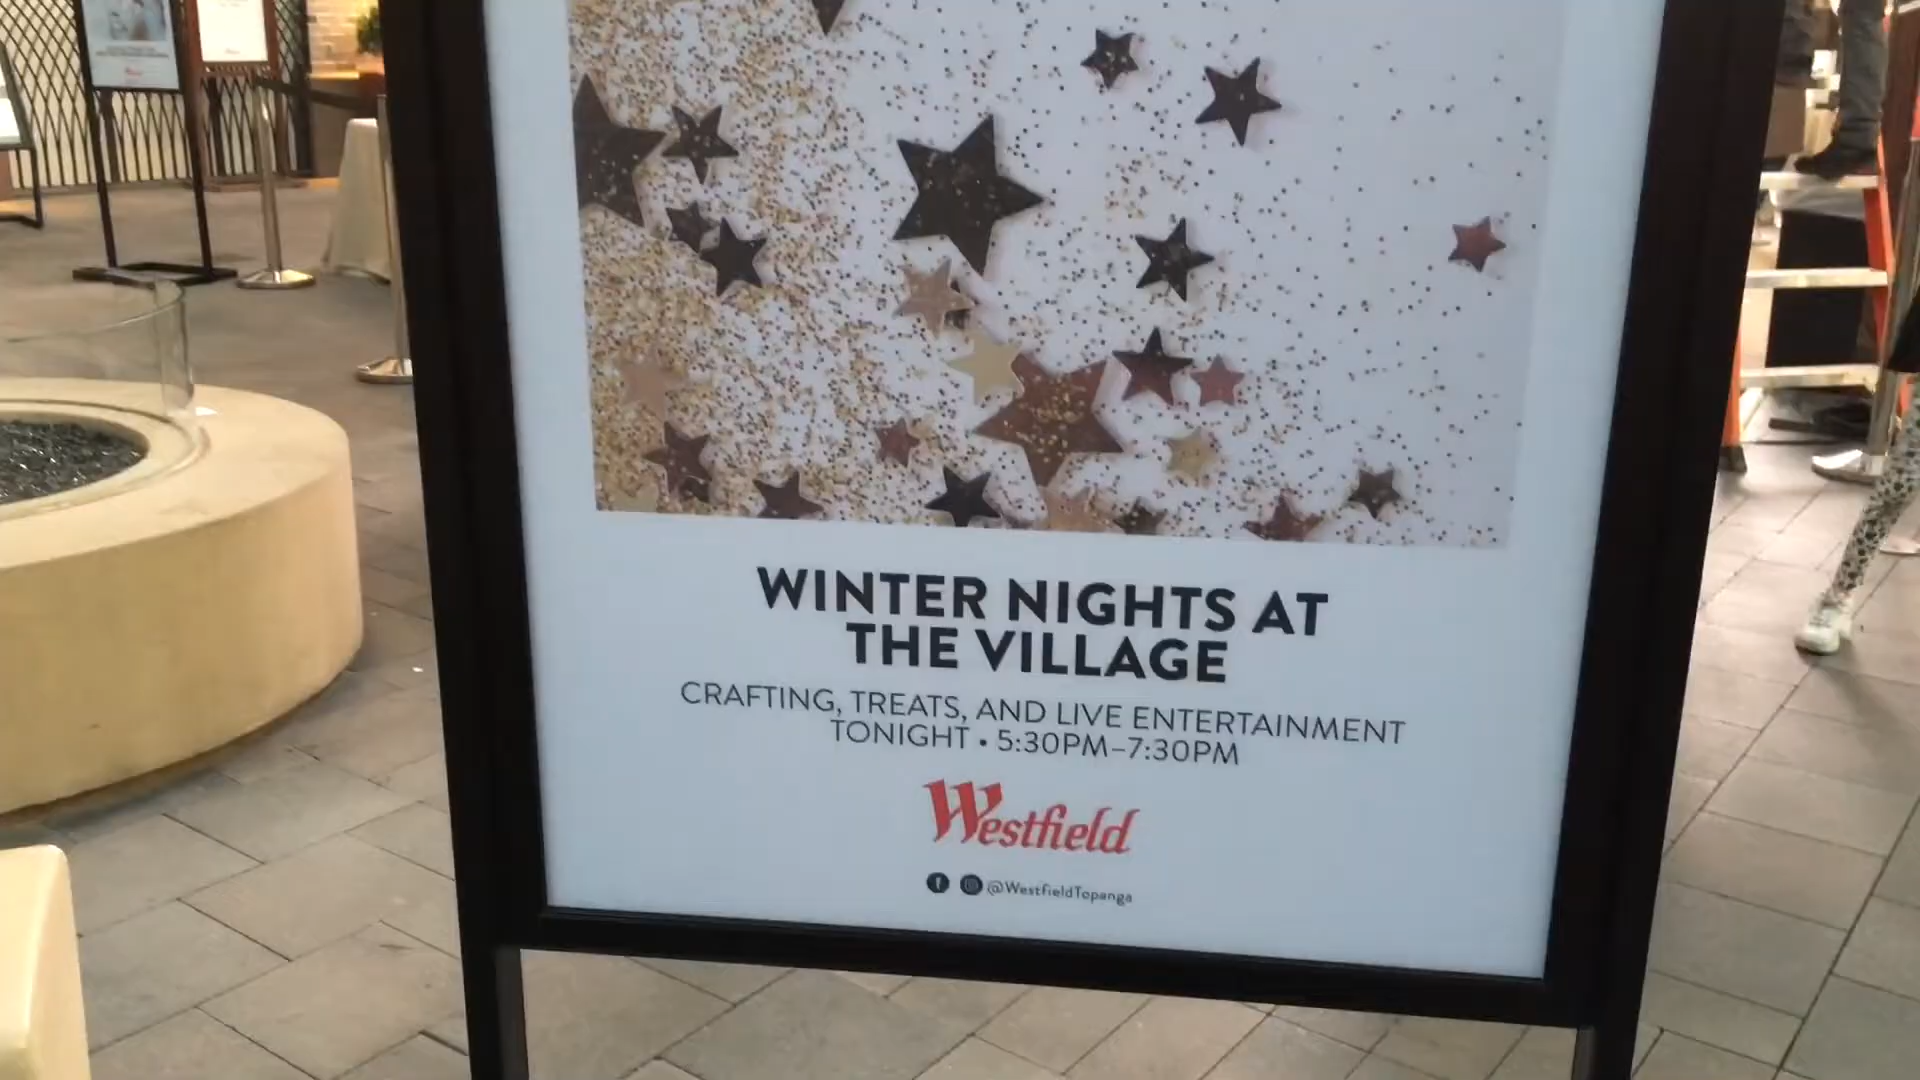 WINTER NIGHTS AT
THE VILLAGE
CRAFTING, TREATS, AND LIVE ENTERTAINMENT
TONIGHT • 5:30PM–7:30PM
Westfield
@WestfieldTopanga